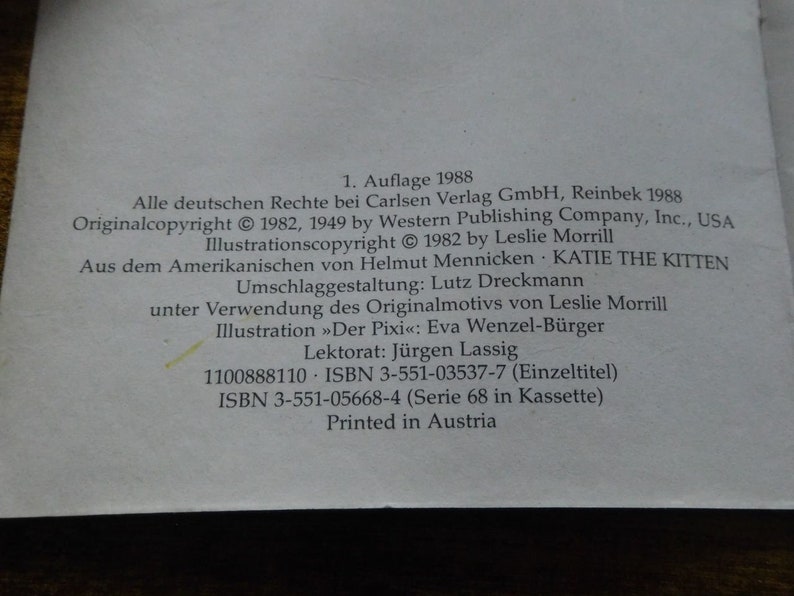 1. Auflage 1988
Alle deutschen Rechte bei Carlsen Verlag GmbH, Reinbek 1988
Originalcopyright © 1982, 1949 by Western Publishing Company, Inc., USA
Illustrationscopyright © 1982 by Leslie Morrill
Aus dem Amerikanischen von Helmut Mennicken · KATIE THE KITTEN
Umschlaggestaltung: Lutz Dreckmann
unter Verwendung des Originalmotivs von Leslie Morrill
Illustration »Der Pixi«: Eva Wenzel-Bürger
Lektorat: Jürgen Lassig
1100888110 · ISBN 3-551-03537-7 (Einzeltitel)
ISBN 3-551-05668-4 (Serie 68 in Kassette)
Printed in Austria